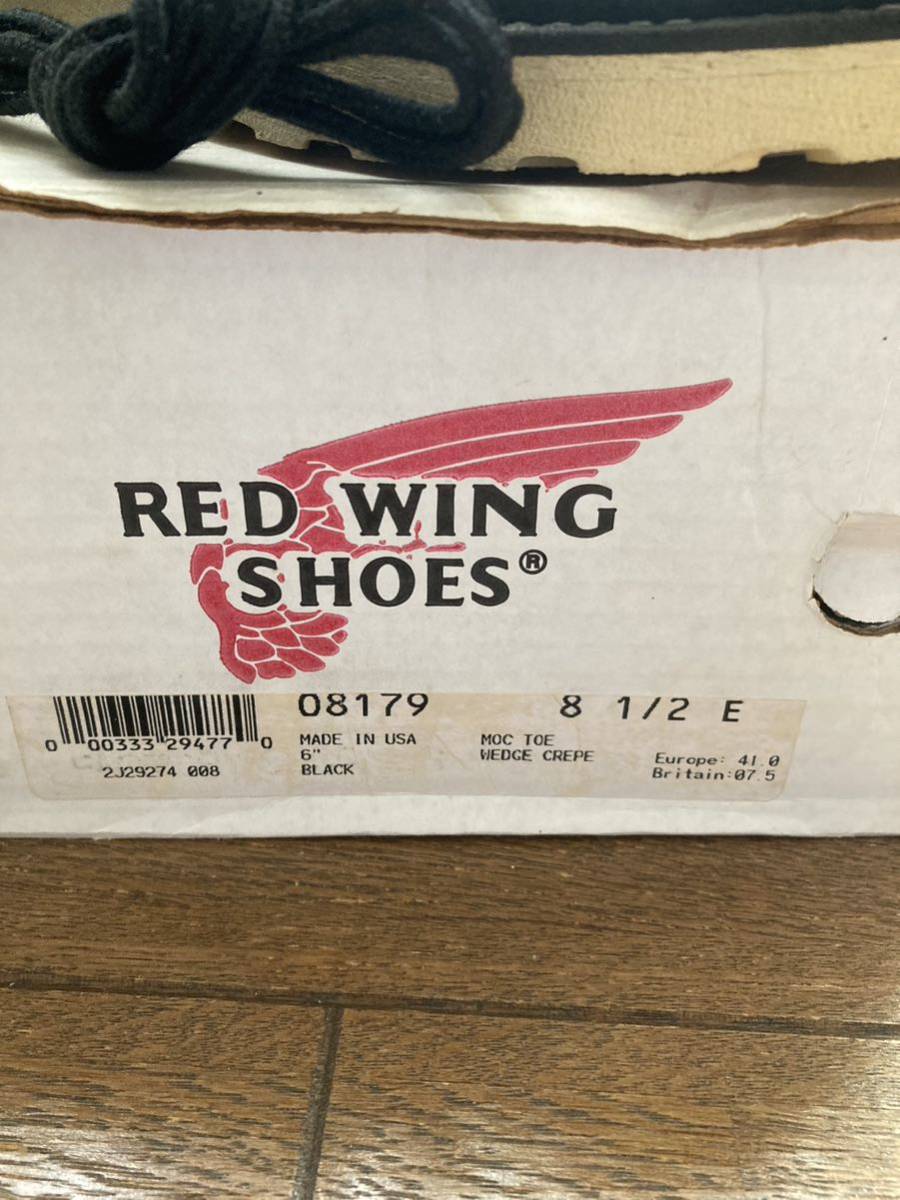 RED WING
SHOES®
08179 8 1/2 E
0 00333 29477 0
2J29274 008
MADE IN USA
6"
BLACK
MOC TOE
WEDGE CREPE
Europe: 41.0
Britain:07.5